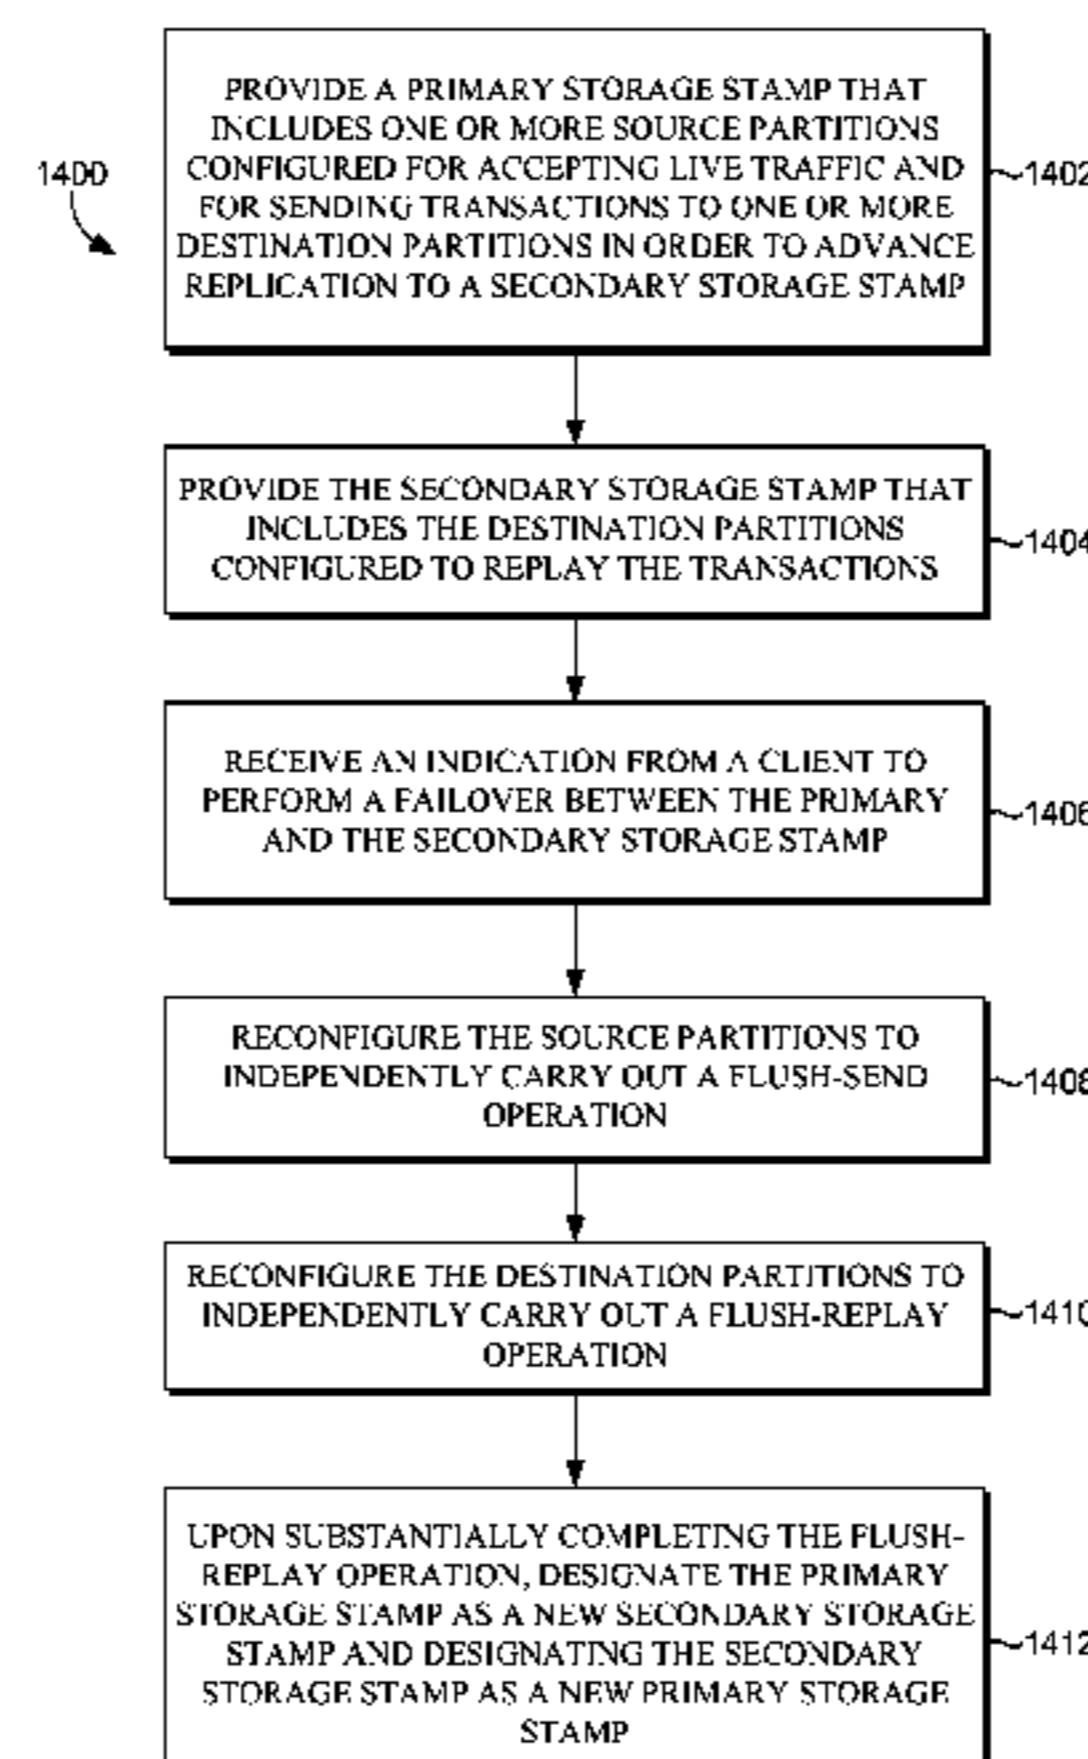 PROVIDE A PRIMARY STORAGE STAMP THAT
INCLUDES ONE OR MORE SOURCE PARTITIONS
CONFIGURED FOR ACCEPTING LIVE TRAFFIC AND
FOR SENDING TRANSACTIONS TO ONE OR MORE
DESTINATION PARTITIONS IN ORDER TO ADVANCE
REPLICATION TO A SECONDARY STORAGE STAMP
1400
1402
PROVIDE THE SECONDARY STORAGE STAMP THAT
INCLUDES THE DESTINATION PARTITIONS
CONFIGURED TO REPLAY THE TRANSACTIONS
1404
RECEIVE AN INDICATION FROM A CLIENT TO
PERFORM A FAILOVER BETWEEN THE PRIMARY
AND THE SECONDARY STORAGE STAMP
1406
RECONFIGURE THE SOURCE PARTITIONS TO
INDEPENDENTLY CARRY OUT A FLUSH-SEND
OPERATION
1408
RECONFIGURE THE DESTINATION PARTITIONS TO
INDEPENDENTLY CARRY OUT A FLUSH-REPLAY
OPERATION
1410
UPON SUBSTANTIALLY COMPLETING THE FLUSH-
REPLAY OPERATION, DESIGNATE THE PRIMARY
STORAGE STAMP AS A NEW SECONDARY STORAGE
STAMP AND DESIGNATING THE SECONDARY
STORAGE STAMP AS A NEW PRIMARY STORAGE
STAMP
1412